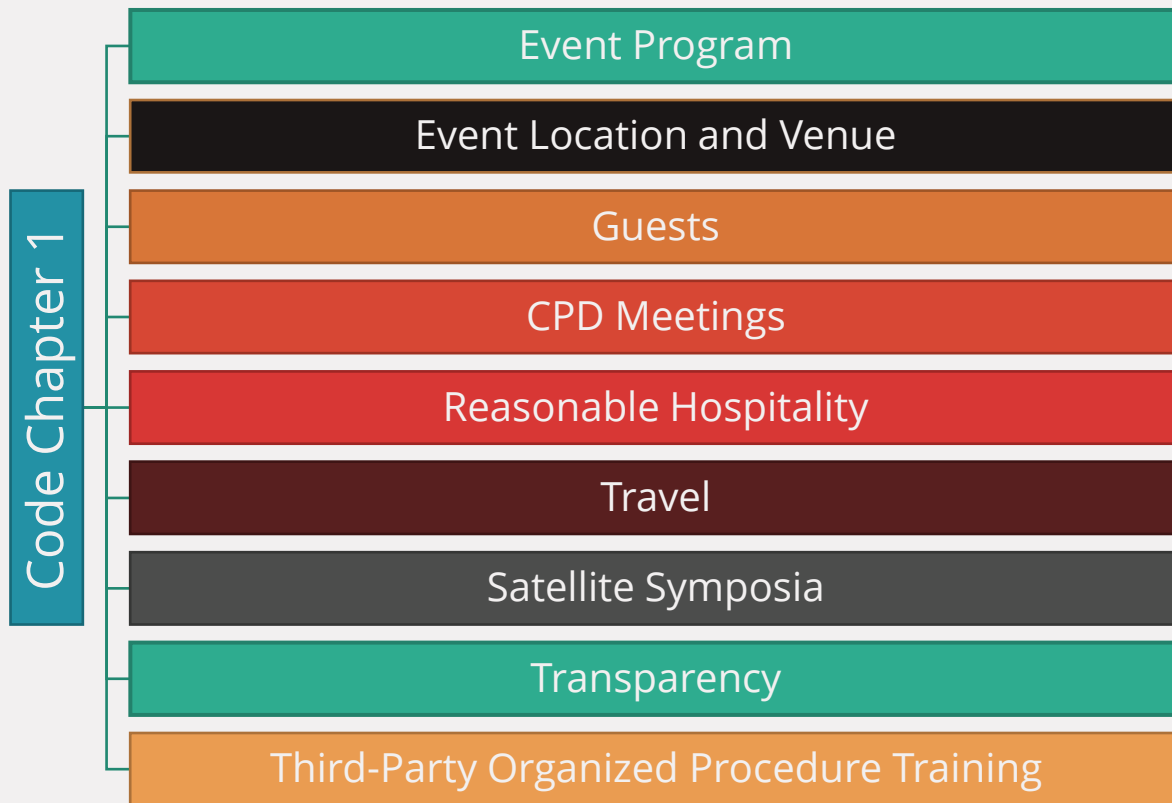 Code Chapter 1
Event Program
Event Location and Venue
Guests
CPD Meetings
Reasonable Hospitality
Travel
Satellite Symposia
Transparency
Third-Party Organized Procedure Training